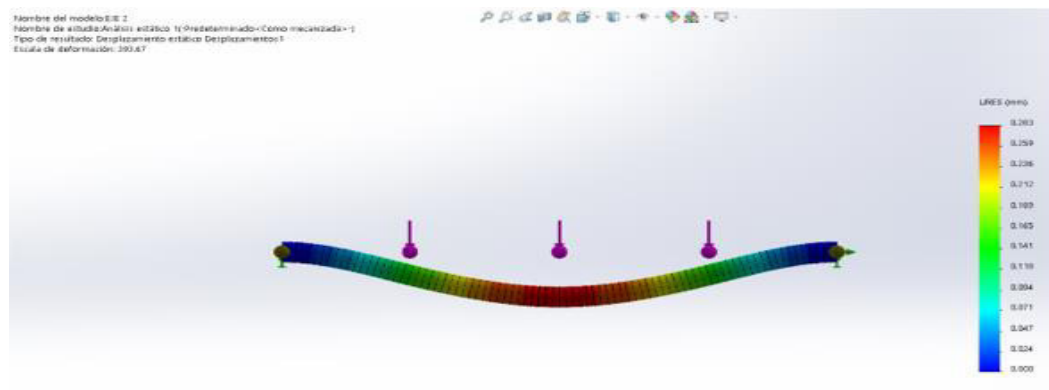 Nombre del modelo:EJE 2
Nombre de estudio:Análisis estático 1(-Predeterminado<Como mecanizada>-)
Tipo de resultado: Desplazamiento estático Desplazamientos1
Escala de deformación: 393.67
URES (mm)
0.283
0.259
0.236
0.212
0.189
0.165
0.141
0.118
0.094
0.071
0.047
0.024
0.000